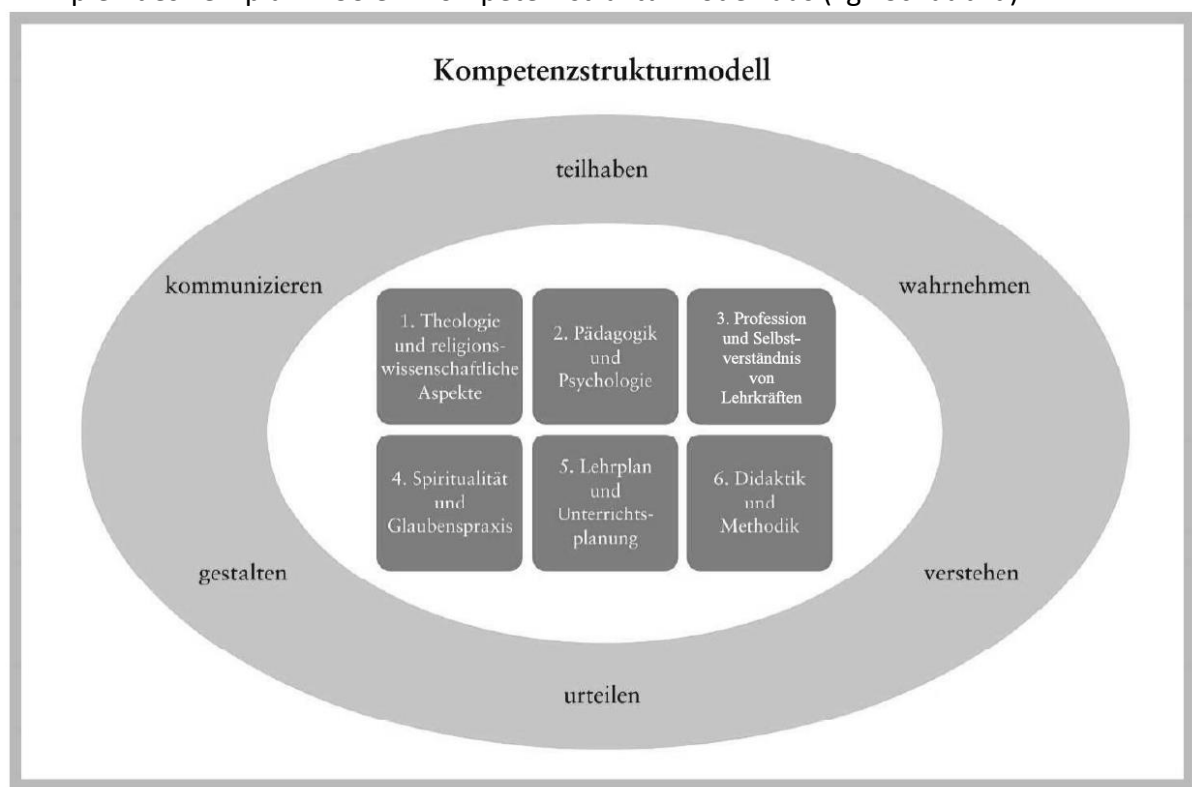 Kompetenzstrukturmodell
teilhaben
kommunizieren
wahrnehmen
1. Theologie
und religions-
wissenschaftliche
Aspekte
2. Pädagogik
und
Psychologie
3. Profession
und Selbst-
verständnis
von
Lehrkräften
4. Spiritualität
und
Glaubenspraxis
5. Lehrplan
und
Unterrichts-
planung
6. Didaktik
und
Methodik
gestalten
verstehen
urteilen